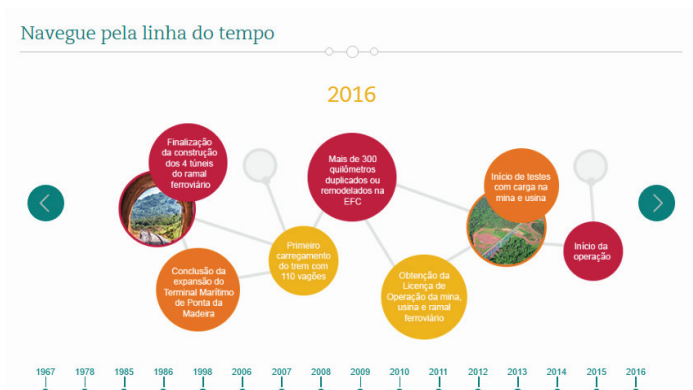 Navegue pela linha do tempo
2016
Finalização
da construção
dos 4 túneis
do ramal
ferroviário
Conclusão da
expansão do
Terminal Marítimo
de Ponta da
Madeira
Primeiro
carregamento
do trem com
110 vagões
Mais de 300
quilômetros
duplicados ou
remodelados na
EFC
Obtenção da
Licença de
Operação da mina,
usina e ramal
ferroviário
Início de testes
com carga na
mina e usina
Início da
operação
1967 1978 1985 1986 1998 2006 2007 2008 2009 2010 2011 2012 2013 2014 2015 2016